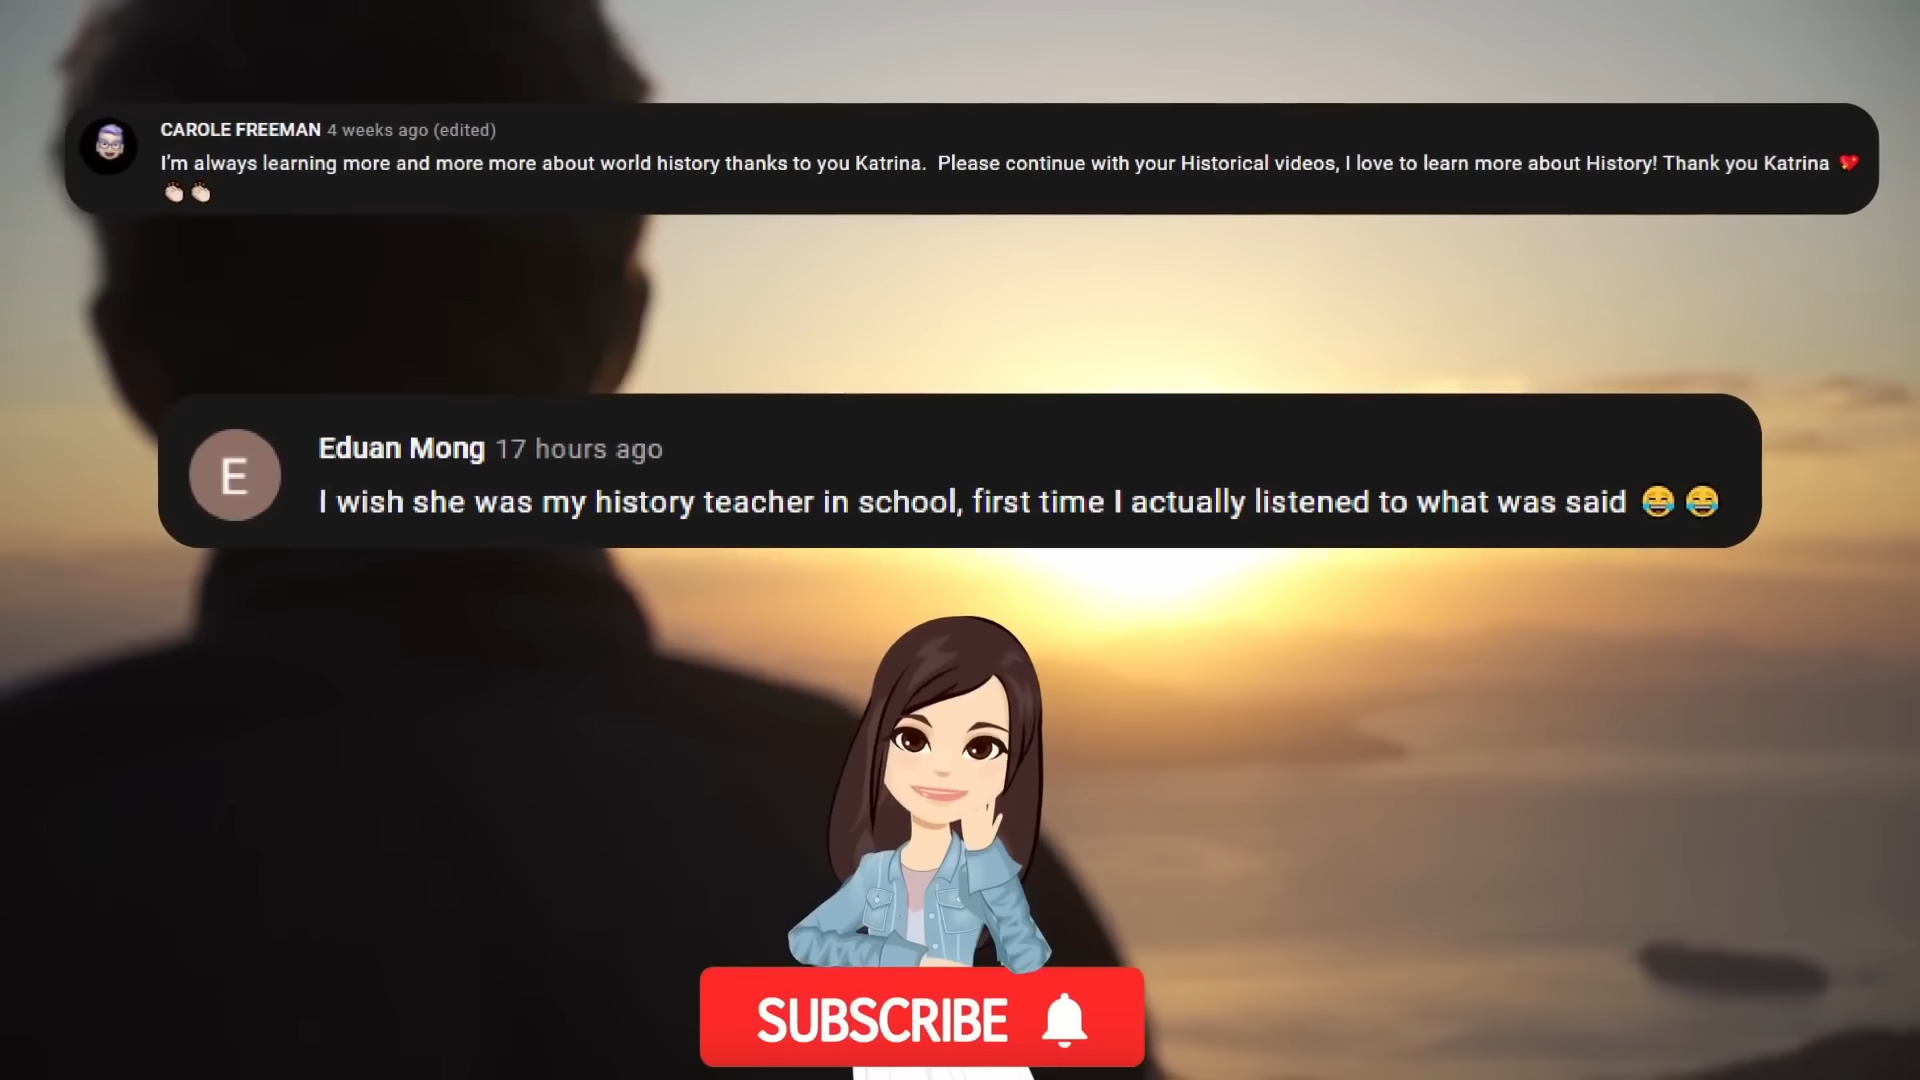 CAROLE FREEMAN 4 weeks ago (edited)
I'm always learning more and more more about world history thanks to you Katrina.  Please continue with your Historical videos, I love to learn more about History! Thank you Katrina 💖
👏🏻👏🏻
E
Eduan Mong 17 hours ago
I wish she was my history teacher in school, first time I actually listened to what was said 😂😂
SUBSCRIBE